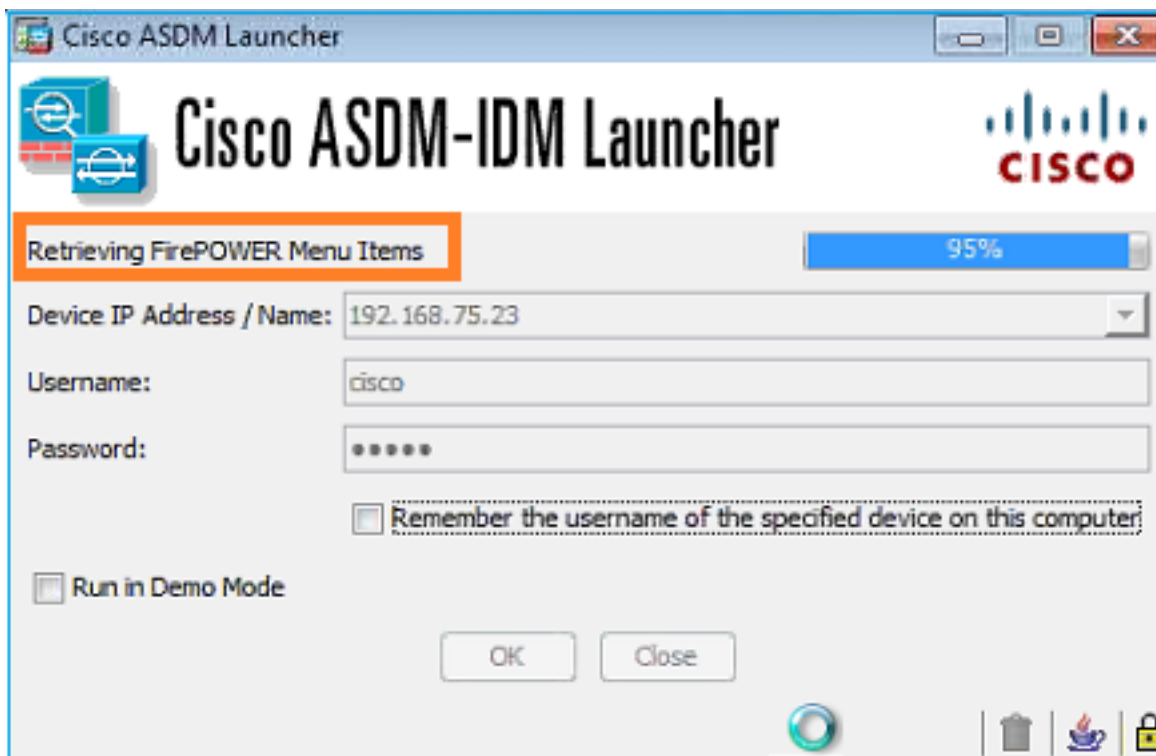 Cisco ASDM Launcher
Cisco ASDM-IDM Launcher
CISCO
Retrieving FirePOWER Menu Items
95%
Device IP Address / Name:
192.168.75.23
Username:
cisco
Password:
•••••
Remember the username of the specified device on this computer
Run in Demo Mode
OK
Close